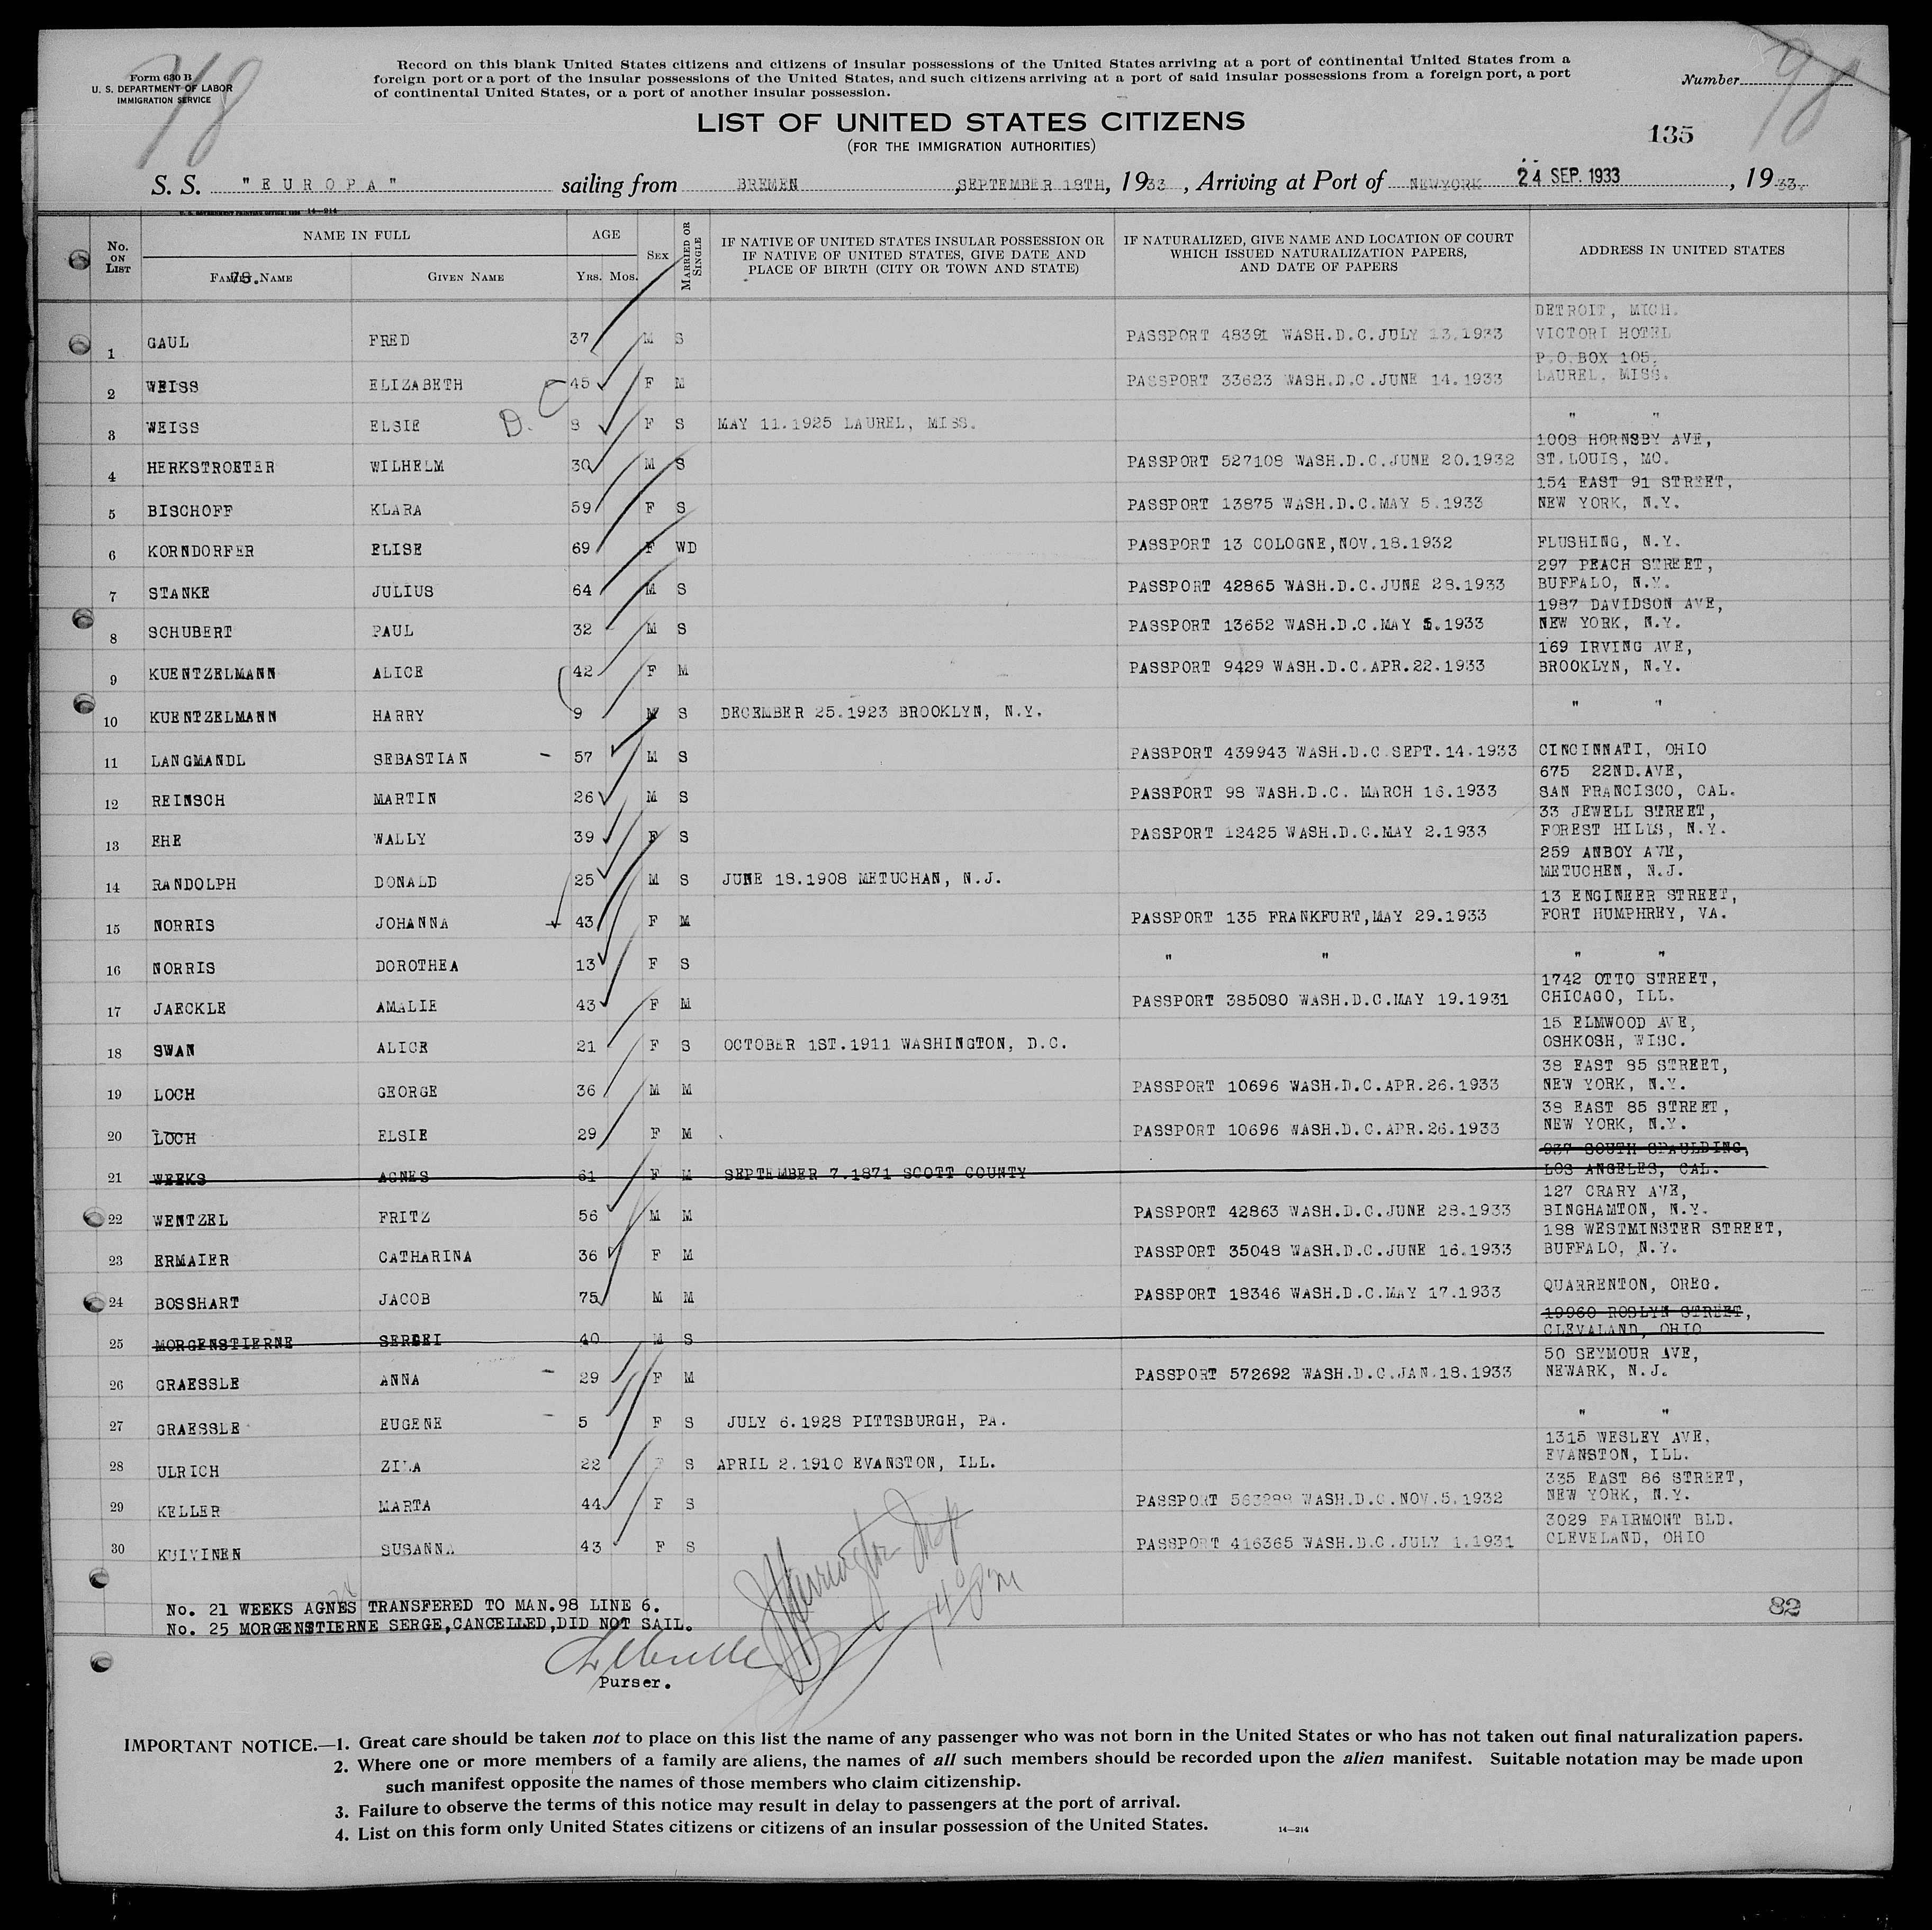 Form 630 B
U. S. DEPARTMENT OF LABOR
IMMIGRATION SERVICE
Record on this blank United States citizens and citizens of insular possessions of the United States arriving at a port of continental United States from a
foreign port or a port of the insular possessions of the United States, and such citizens arriving at a port of said insular possessions from a foreign port, a port
of continental United States, or a port of another insular possession.
Number
98
LIST OF UNITED STATES CITIZENS
(FOR THE IMMIGRATION AUTHORITIES)
135
S. S. "EUROPA" sailing from BREMEN, SEPTEMBER 18TH, 1933, Arriving at Port of NEWYORK 24 SEP. 1933, 1933.
U. S. GOVERNMENT PRINTING OFFICE: 14—214
No. ON LIST NAME IN FULL AGE SEX MARRIED OR SINGLE IF NATIVE OF UNITED STATES INSULAR POSSESSION OR IF NATIVE OF UNITED STATES, GIVE DATE AND PLACE OF BIRTH (CITY OR TOWN AND STATE) IF NATURALIZED, GIVE NAME AND LOCATION OF COURT WHICH ISSUED NATURALIZATION PAPERS, AND DATE OF PAPERS ADDRESS IN UNITED STATES
FAMILY NAME 78. GIVEN NAME Yrs. Mos.
DETROIT, MICH.
1 GAUL FRED 37 M S PASSPORT 48391 WASH.D.C.JULY 13.1933 VICTORI HOTEL
P.O.BOX 105,
2 WEISS ELIZABETH 45 F M PASSPORT 33623 WASH.D.C.JUNE 14.1933 LAUREL, MISS.
3 WEISS ELSIE D. C 8 F S MAY 11.1925 LAUREL, MISS. " "
1008 HORNSBY AVE,
4 HERKSTROETER WILHELM 30 M S PASSPORT 527108 WASH.D.C.JUNE 20.1932 ST.LOUIS, MO.
154 EAST 91 STREET,
5 BISCHOFF KLARA 59 F S PASSPORT 13875 WASH.D.C.MAY 5.1933 NEW YORK, N.Y.
6 KORNDORFER ELISE 69 F WD PASSPORT 13 COLOGNE,NOV.18.1932 FLUSHING, N.Y.
297 PEACH STREET,
7 STANKE JULIUS 64 M S PASSPORT 42865 WASH.D.C.JUNE 28.1933 BUFFALO, N.Y.
1987 DAVIDSON AVE,
8 SCHUBERT PAUL 32 M S PASSPORT 13652 WASH.D.C.MAY 5.1933 NEW YORK, N.Y.
169 IRVING AVE,
9 KUENTZELMANN ALICE 42 F M PASSPORT 9429 WASH.D.C.APR.22.1933 BROOKLYN, N.Y.
10 KUENTZELMANN HARRY 9 M S DECEMBER 25.1923 BROOKLYN, N.Y. " "
11 LANGMANDL SEBASTIAN - 57 M S PASSPORT 439943 WASH.D.C.SEPT.14.1933 CINCINNATI, OHIO
675 22ND.AVE,
12 REINSCH MARTIN 26 M S PASSPORT 98 WASH.D.C. MARCH 16.1933 SAN FRANCISCO, CAL.
33 JEWELL STREET,
13 EHE WALLY 39 F S PASSPORT 12425 WASH.D.C.MAY 2.1933 FOREST HILLS, N.Y.
259 ANBOY AVE,
14 RANDOLPH DONALD 25 M S JUNE 18.1908 METUCHAN, N.J. METUCHEN, N.J.
13 ENGINEER STREET,
15 NORRIS JOHANNA 43 F M PASSPORT 135 FRANKFURT,MAY 29.1933 FORT HUMPHREY, VA.
16 NORRIS DOROTHEA 13 F S " " " "
1742 OTTO STREET,
17 JAECKLE AMALIE 43 F M PASSPORT 385080 WASH.D.C.MAY 19.1931 CHICAGO, ILL.
15 ELMWOOD AVE,
18 SWAN ALICE 21 F S OCTOBER 1ST.1911 WASHINGTON, D.C. OSHKOSH, WISC.
38 EAST 85 STREET,
19 LOCH GEORGE 36 M M PASSPORT 10696 WASH.D.C.APR.26.1933 NEW YORK, N.Y.
38 EAST 85 STREET,
20 LOCH ELSIE 29 F M PASSPORT 10696 WASH.D.C.APR.26.1933 NEW YORK, N.Y.
937 SOUTH SPAULDING,
21 WEEKS AGNES 61 F M SEPTEMBER 7.1871 SCOTT COUNTY LOS ANGELES, CAL.
127 CRARY AVE,
22 WENTZEL FRITZ 56 M M PASSPORT 42863 WASH.D.C.JUNE 28.1933 BINGHAMTON, N.Y.
188 WESTMINSTER STREET,
23 ERMAIER CATHARINA 36 F M PASSPORT 35048 WASH.D.C.JUNE 16.1933 BUFFALO, N.Y.
24 BOSSHART JACOB 75 M M PASSPORT 18346 WASH.D.C.MAY 17.1933 QUARRENTON, OREG.
19960 ROSLYN STREET,
25 MORGENSTIERNE SERGEI 40 M S CLEVALAND, OHIO
50 SEYMOUR AVE,
26 GRAESSLE ANNA - 29 F M PASSPORT 572692 WASH.D.C.JAN.18.1933 NEWARK, N.J.
27 GRAESSLE EUGENE - 5 F S JULY 6.1928 PITTSBURGH, PA. " "
1315 WESLEY AVE,
28 ULRICH ZILA 22 F S APRIL 2.1910 EVANSTON, ILL. EVANSTON, ILL.
335 EAST 86 STREET,
29 KELLER MARTA 44 F S PASSPORT WASH.D.C.NOV.5.1932 NEW YORK, N.Y.
3029 FAIRMONT BLD.
30 KUIVINEN SUSANNA 43 F S PASSPORT 416365 WASH.D.C.JULY 1.1931 CLEVELAND, OHIO
No. 21 WEEKS AGNES TRANSFERED TO MAN.98 LINE 6.
No. 25 MORGENSTIERNE SERGE,CANCELLED,DID NOT SAIL.
82
Purser.
IMPORTANT NOTICE.—1. Great care should be taken not to place on this list the name of any passenger who was not born in the United States or who has not taken out final naturalization papers.
2. Where one or more members of a family are aliens, the names of all such members should be recorded upon the alien manifest. Suitable notation may be made upon
such manifest opposite the names of those members who claim citizenship.
3. Failure to observe the terms of this notice may result in delay to passengers at the port of arrival.
4. List on this form only United States citizens or citizens of an insular possession of the United States.
14—214